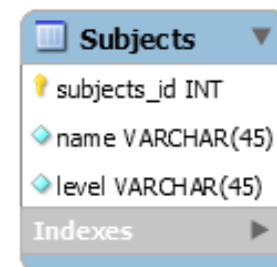 Subjects
subjects_id INT
name VARCHAR(45)
level VARCHAR(45)
Indexes